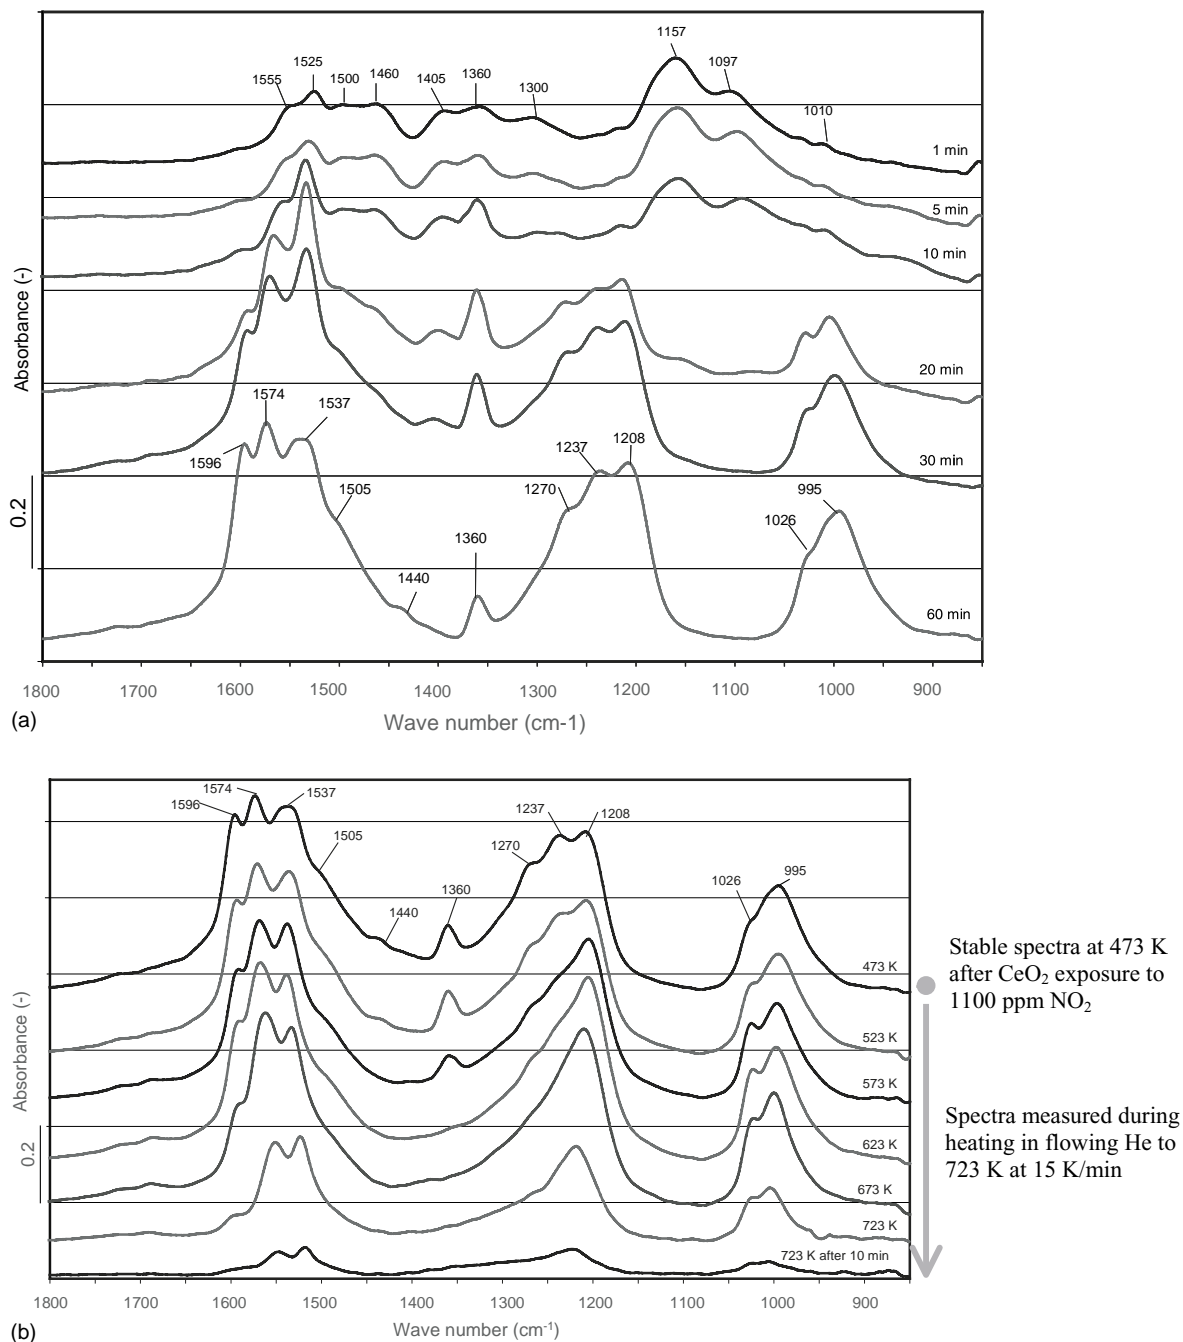 1157
1525
1097
1555
1500
1460
1405
1360
1300
1010
1 min
5 min
10 min
20 min
1574
1537
1237
1208
30 min
1596
1505
1270
995
1026
1360
1440
60 min
Absorbance (-)
0.2
1800 1700 1600 1500 1400 1300 1200 1100 1000 900
Wave number (cm-1)
(a)
1574
1537
1596
1237
1208
1505
1270
995
1026
1360
1440
473 K
523 K
573 K
623 K
673 K
723 K
723 K after 10 min
Absorbance (-)
0.2
1800 1700 1600 1500 1400 1300 1200 1100 1000 900
Wave number (cm⁻¹)
(b)
Stable spectra at 473 K
after CeO₂ exposure to
1100 ppm NO₂
Spectra measured during
heating in flowing He to
723 K at 15 K/min